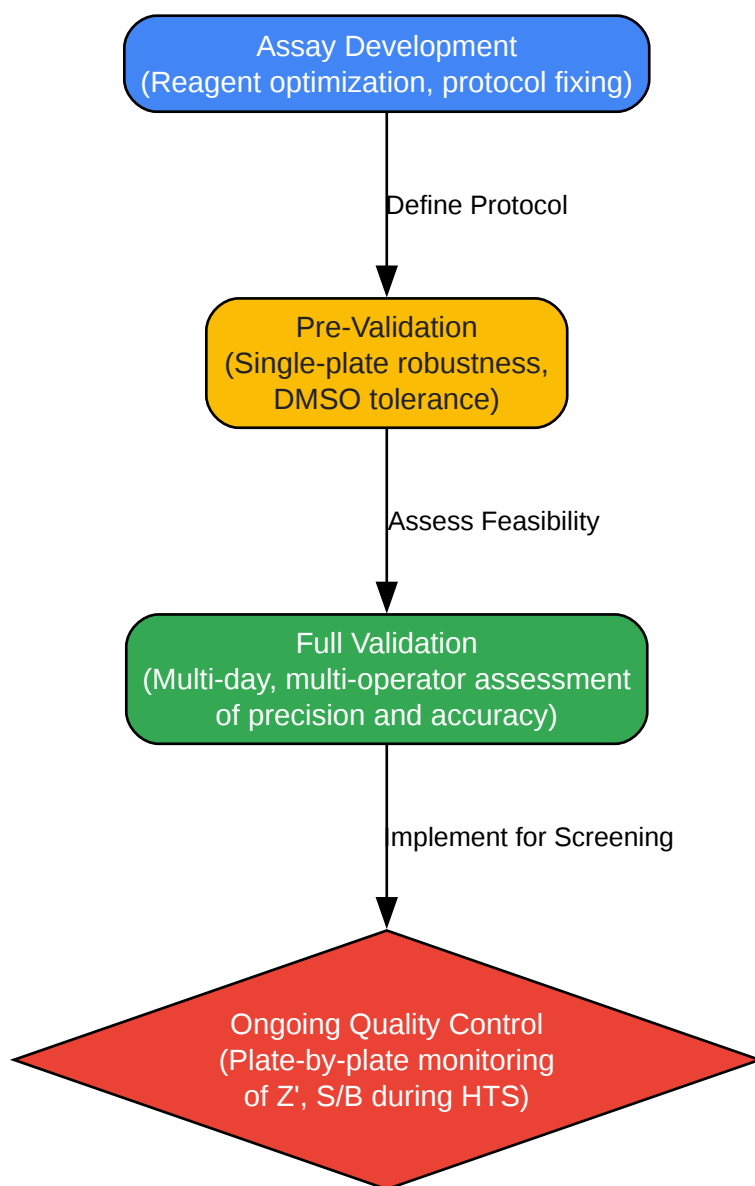 Assay Development
(Reagent optimization, protocol fixing)
Define Protocol
Pre-Validation
(Single-plate robustness,
DMSO tolerance)
Assess Feasibility
Full Validation
(Multi-day, multi-operator assessment
of precision and accuracy)
Implement for Screening
Ongoing Quality Control
(Plate-by-plate monitoring
of Z', S/B during HTS)